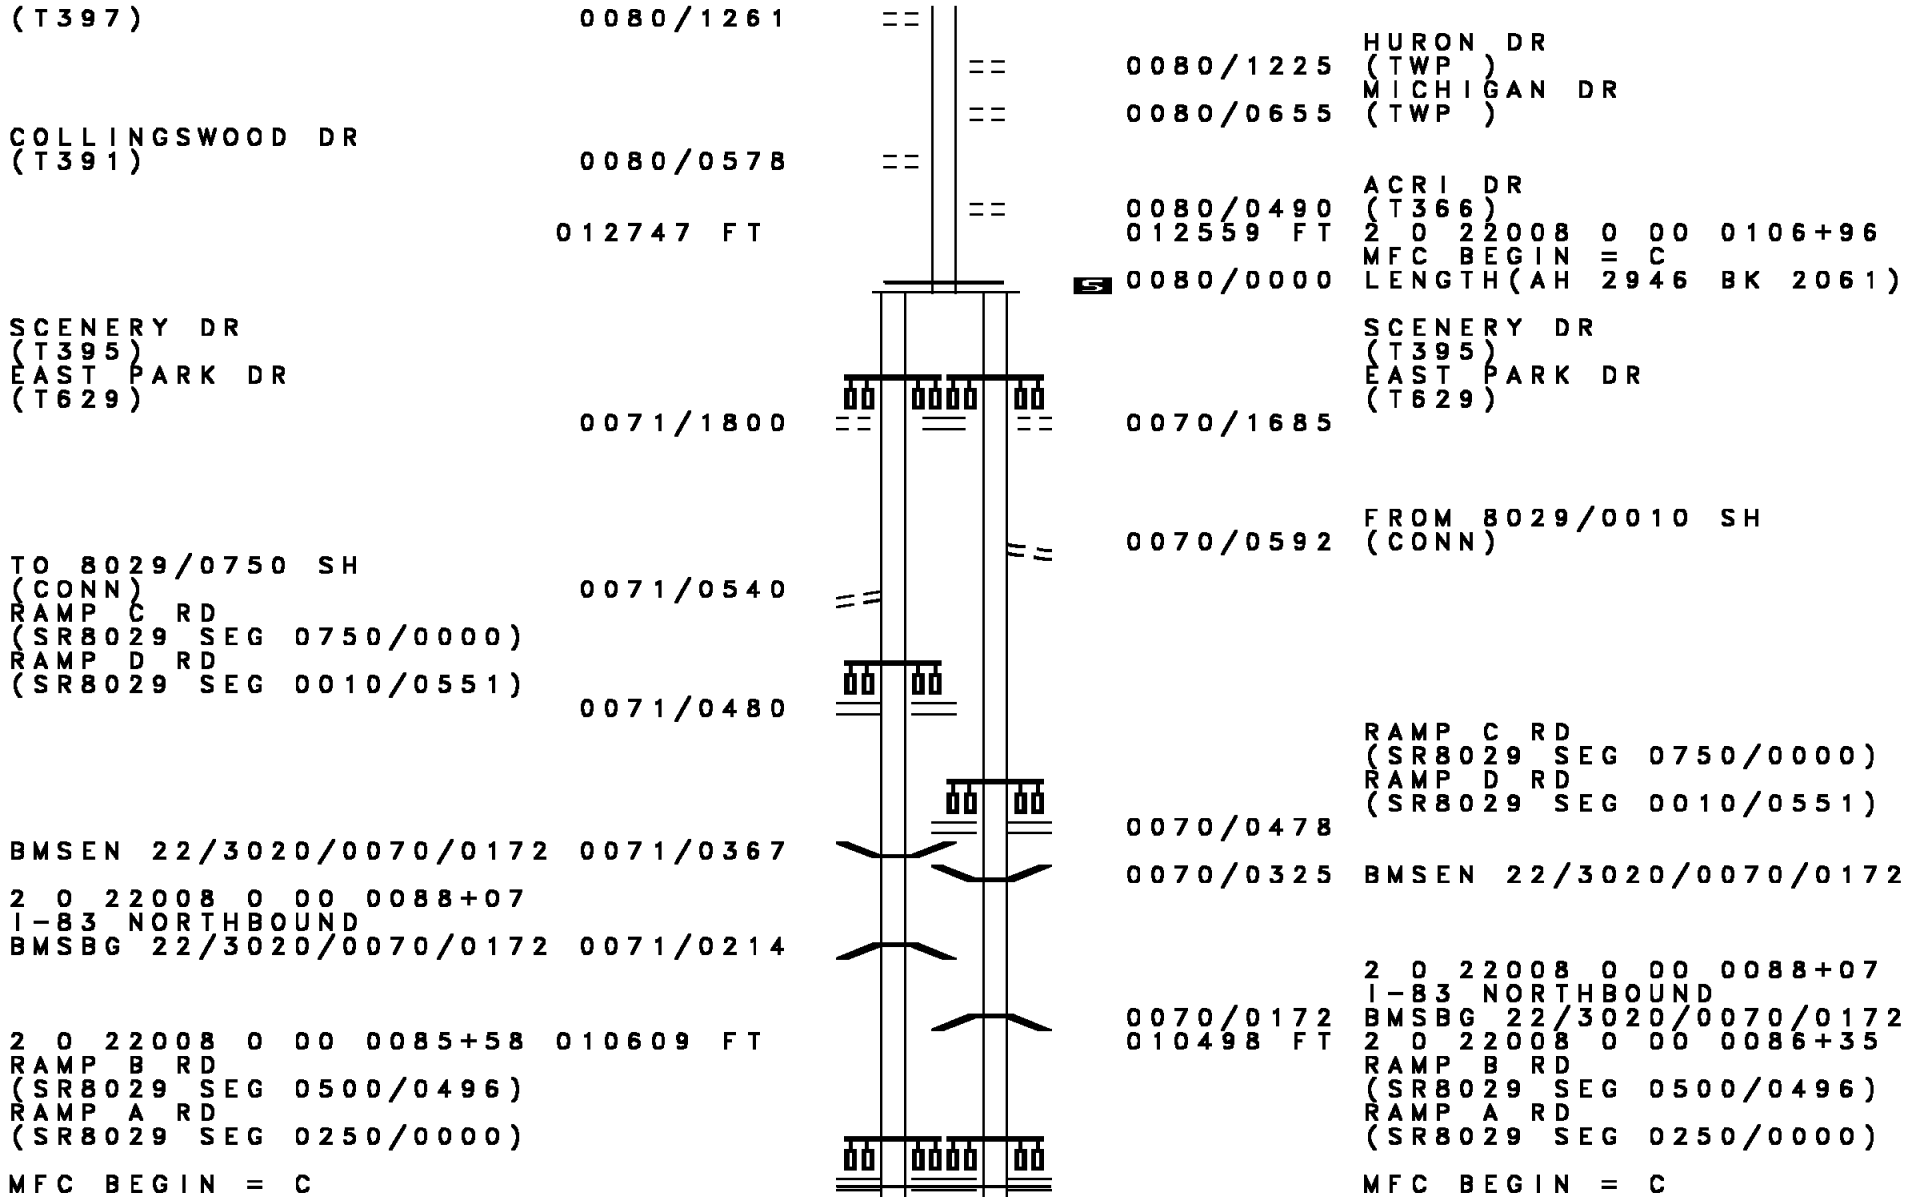 (T397) 0080/1261
HURON DR
0080/1225 (TWP )
MICHIGAN DR
0080/0655 (TWP )
COLLINGSWOOD DR
(T391) 0080/0578
ACRI DR
0080/0490 (T366)
012747 FT 012559 FT 2 0 22008 0 00 0106+96
MFC BEGIN = C
S 0080/0000 LENGTH(AH 2946 BK 2061)
SCENERY DR SCENERY DR
(T395) (T395)
EAST PARK DR EAST PARK DR
(T629) (T629)
0071/1800 0070/1685
FROM 8029/0010 SH
0070/0592 (CONN)
TO 8029/0750 SH
(CONN) 0071/0540
RAMP C RD
(SR8029 SEG 0750/0000)
RAMP D RD
(SR8029 SEG 0010/0551)
0071/0480
RAMP C RD
(SR8029 SEG 0750/0000)
RAMP D RD
(SR8029 SEG 0010/0551)
0070/0478
BMSEN 22/3020/0070/0172 0071/0367
0070/0325 BMSEN 22/3020/0070/0172
2 0 22008 0 00 0088+07
I-83 NORTHBOUND
BMSBG 22/3020/0070/0172 0071/0214
2 0 22008 0 00 0088+07
I-83 NORTHBOUND
0070/0172 BMSBG 22/3020/0070/0172
2 0 22008 0 00 0085+58 010609 FT 010498 FT 2 0 22008 0 00 0086+35
RAMP B RD RAMP B RD
(SR8029 SEG 0500/0496) (SR8029 SEG 0500/0496)
RAMP A RD RAMP A RD
(SR8029 SEG 0250/0000) (SR8029 SEG 0250/0000)
MFC BEGIN = C MFC BEGIN = C